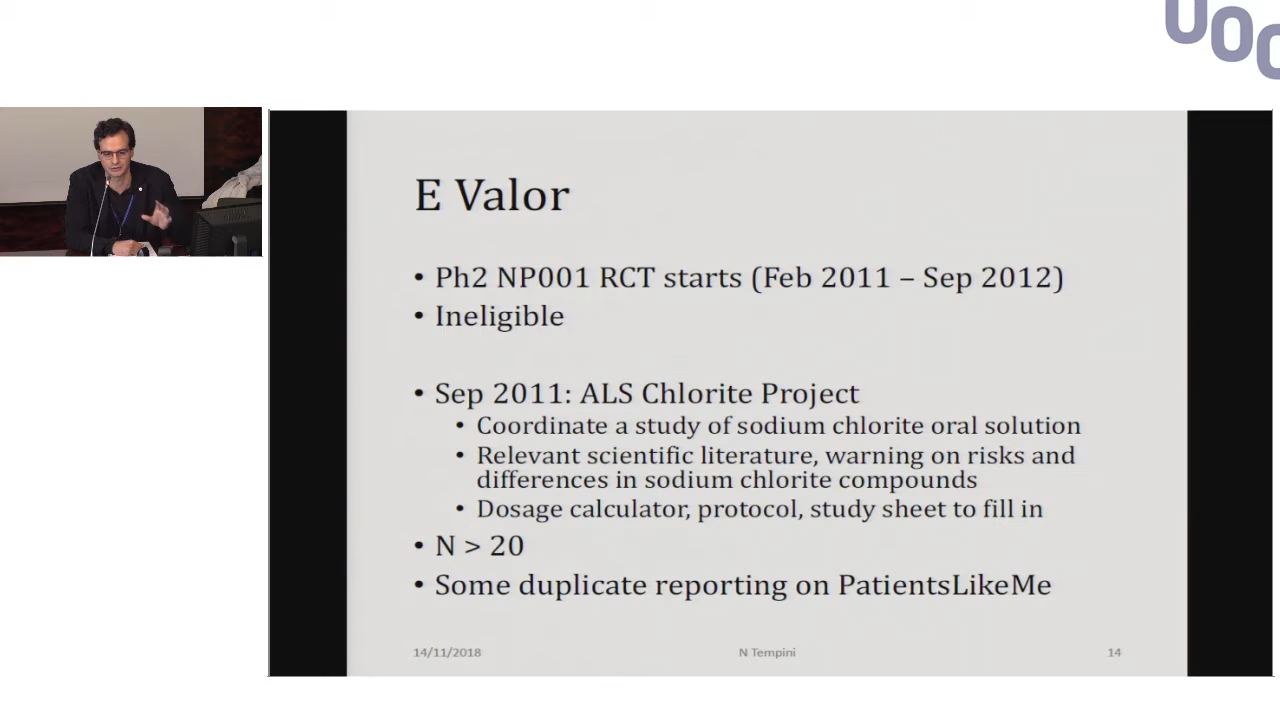 UOC
E Valor
• Ph2 NP001 RCT starts (Feb 2011 – Sep 2012)
• Ineligible
• Sep 2011: ALS Chlorite Project
• Coordinate a study of sodium chlorite oral solution
• Relevant scientific literature, warning on risks and
differences in sodium chlorite compounds
• Dosage calculator, protocol, study sheet to fill in
• N > 20
• Some duplicate reporting on PatientsLikeMe
14/11/2018
N Tempini
14